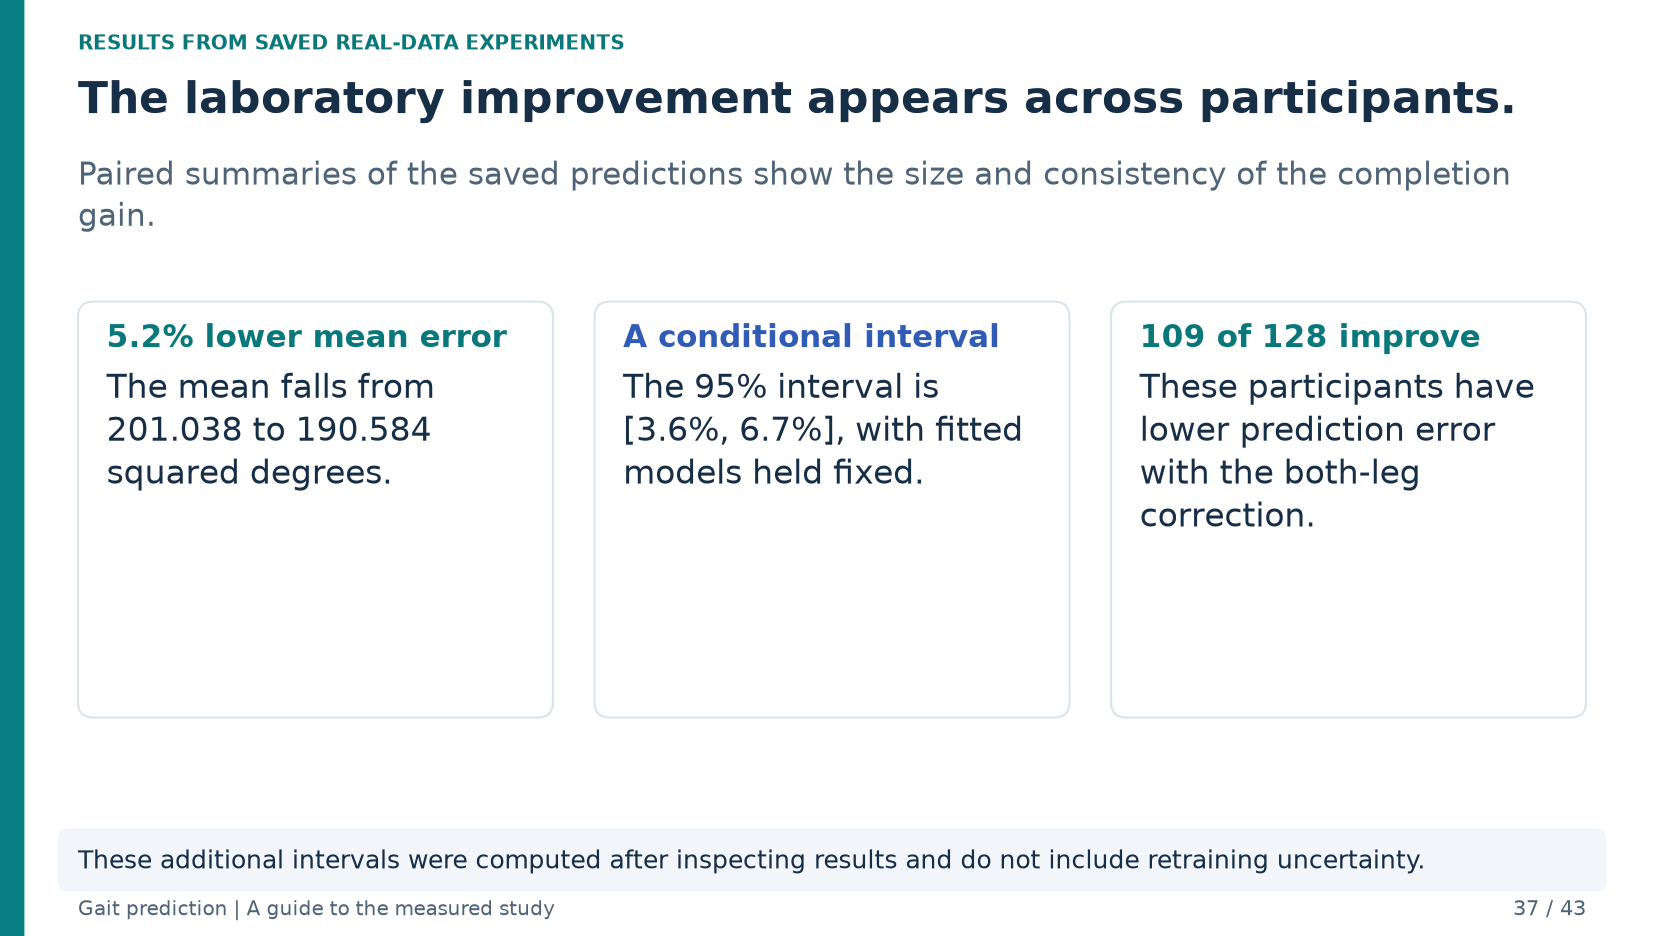 RESULTS FROM SAVED REAL-DATA EXPERIMENTS
The laboratory improvement appears across participants.
Paired summaries of the saved predictions show the size and consistency of the completion
gain.
5.2% lower mean error
The mean falls from
201.038 to 190.584
squared degrees.
A conditional interval
The 95% interval is
[3.6%, 6.7%], with fitted
models held fixed.
109 of 128 improve
These participants have
lower prediction error
with the both-leg
correction.
These additional intervals were computed after inspecting results and do not include retraining uncertainty.
Gait prediction | A guide to the measured study
37 / 43